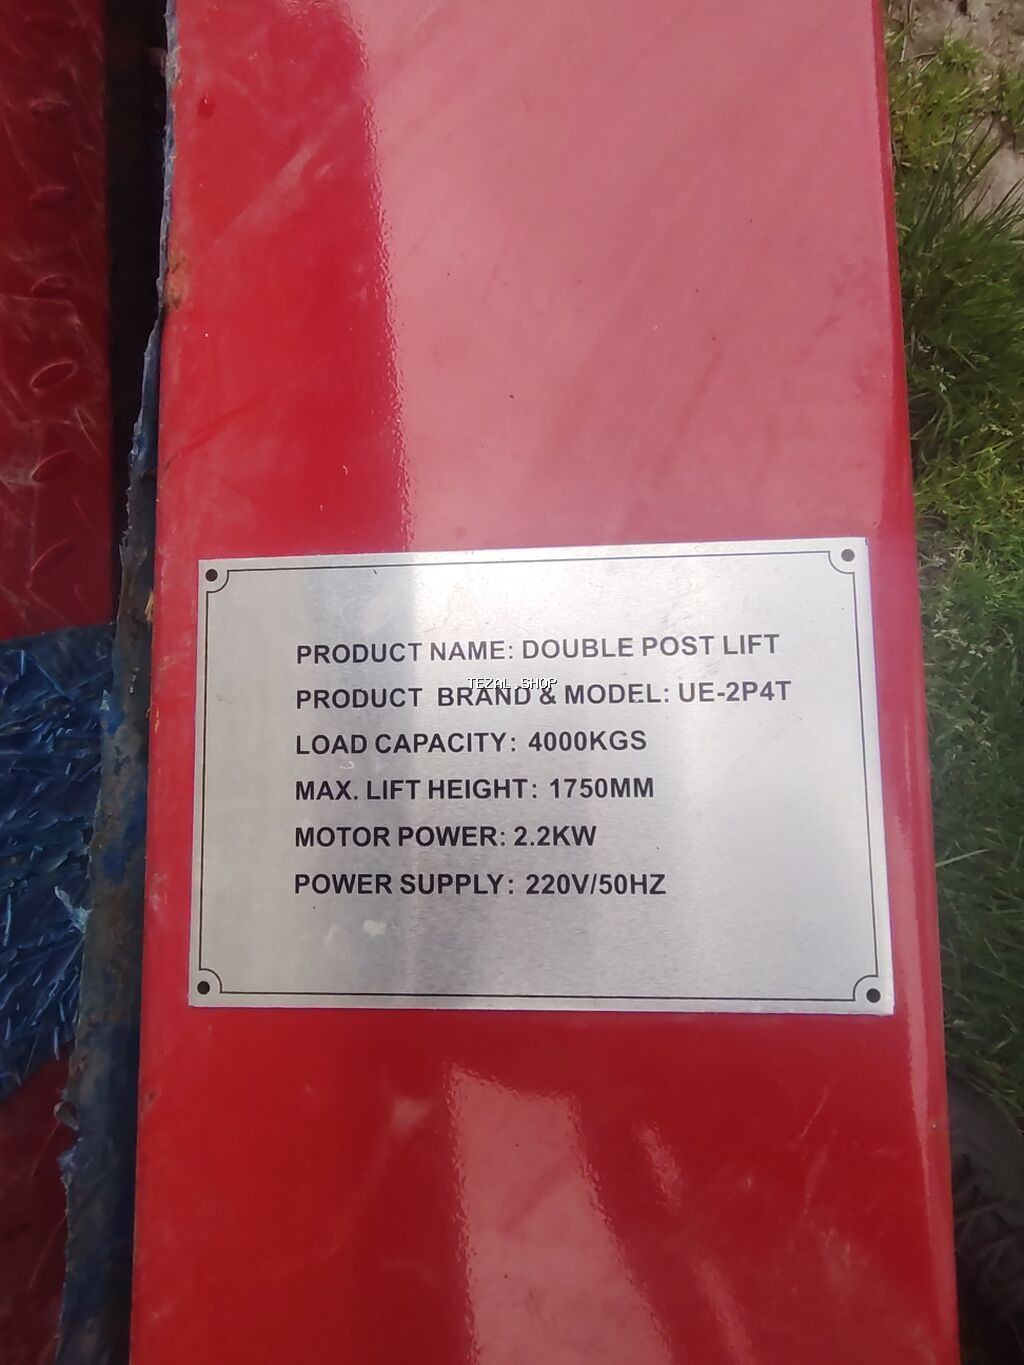 PRODUCT NAME: DOUBLE POST LIFT
TEZAL.SHOP
PRODUCT BRAND & MODEL: UE-2P4T
LOAD CAPACITY: 4000KGS
MAX. LIFT HEIGHT: 1750MM
MOTOR POWER: 2.2KW
POWER SUPPLY: 220V/50HZ